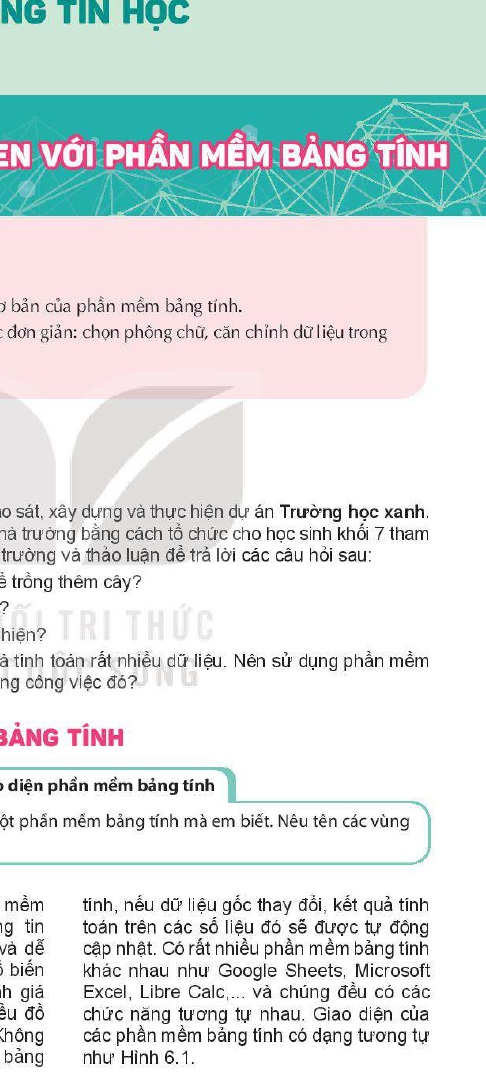 NG TIN HỌC
EN VỚI PHẦN MỀM BẢNG TÍNH
bản của phần mềm bảng tính.
đơn giản: chọn phông chữ, căn chỉnh dữ liệu trong
o sát, xây dựng và thực hiện dự án Trường học xanh.
trường bằng cách tổ chức cho học sinh khối 7 tham
trường và thảo luận để trả lời các câu hỏi sau:
trồng thêm cây?
?
hiện?
ỐI TRI THỨC
à tính toán rất nhiều dữ liệu. Nên sử dụng phần mềm
ng công việc đó?
SỐNG
BẢNG TÍNH
diện phần mềm bảng tính
ột phần mềm bảng tính mà em biết. Nêu tên các vùng
mềm
ng tin
và dễ
biến
h giá
ều đồ
Không
bảng
tính, nếu dữ liệu gốc thay đổi, kết quả tính
toán trên các số liệu đó sẽ được tự động
cập nhật. Có rất nhiều phần mềm bảng tính
khác nhau như Google Sheets, Microsoft
Excel, Libre Calc,... và chúng đều có các
chức năng tương tự nhau. Giao diện của
các phần mềm bảng tính có dạng tương tự
như Hình 6.1.